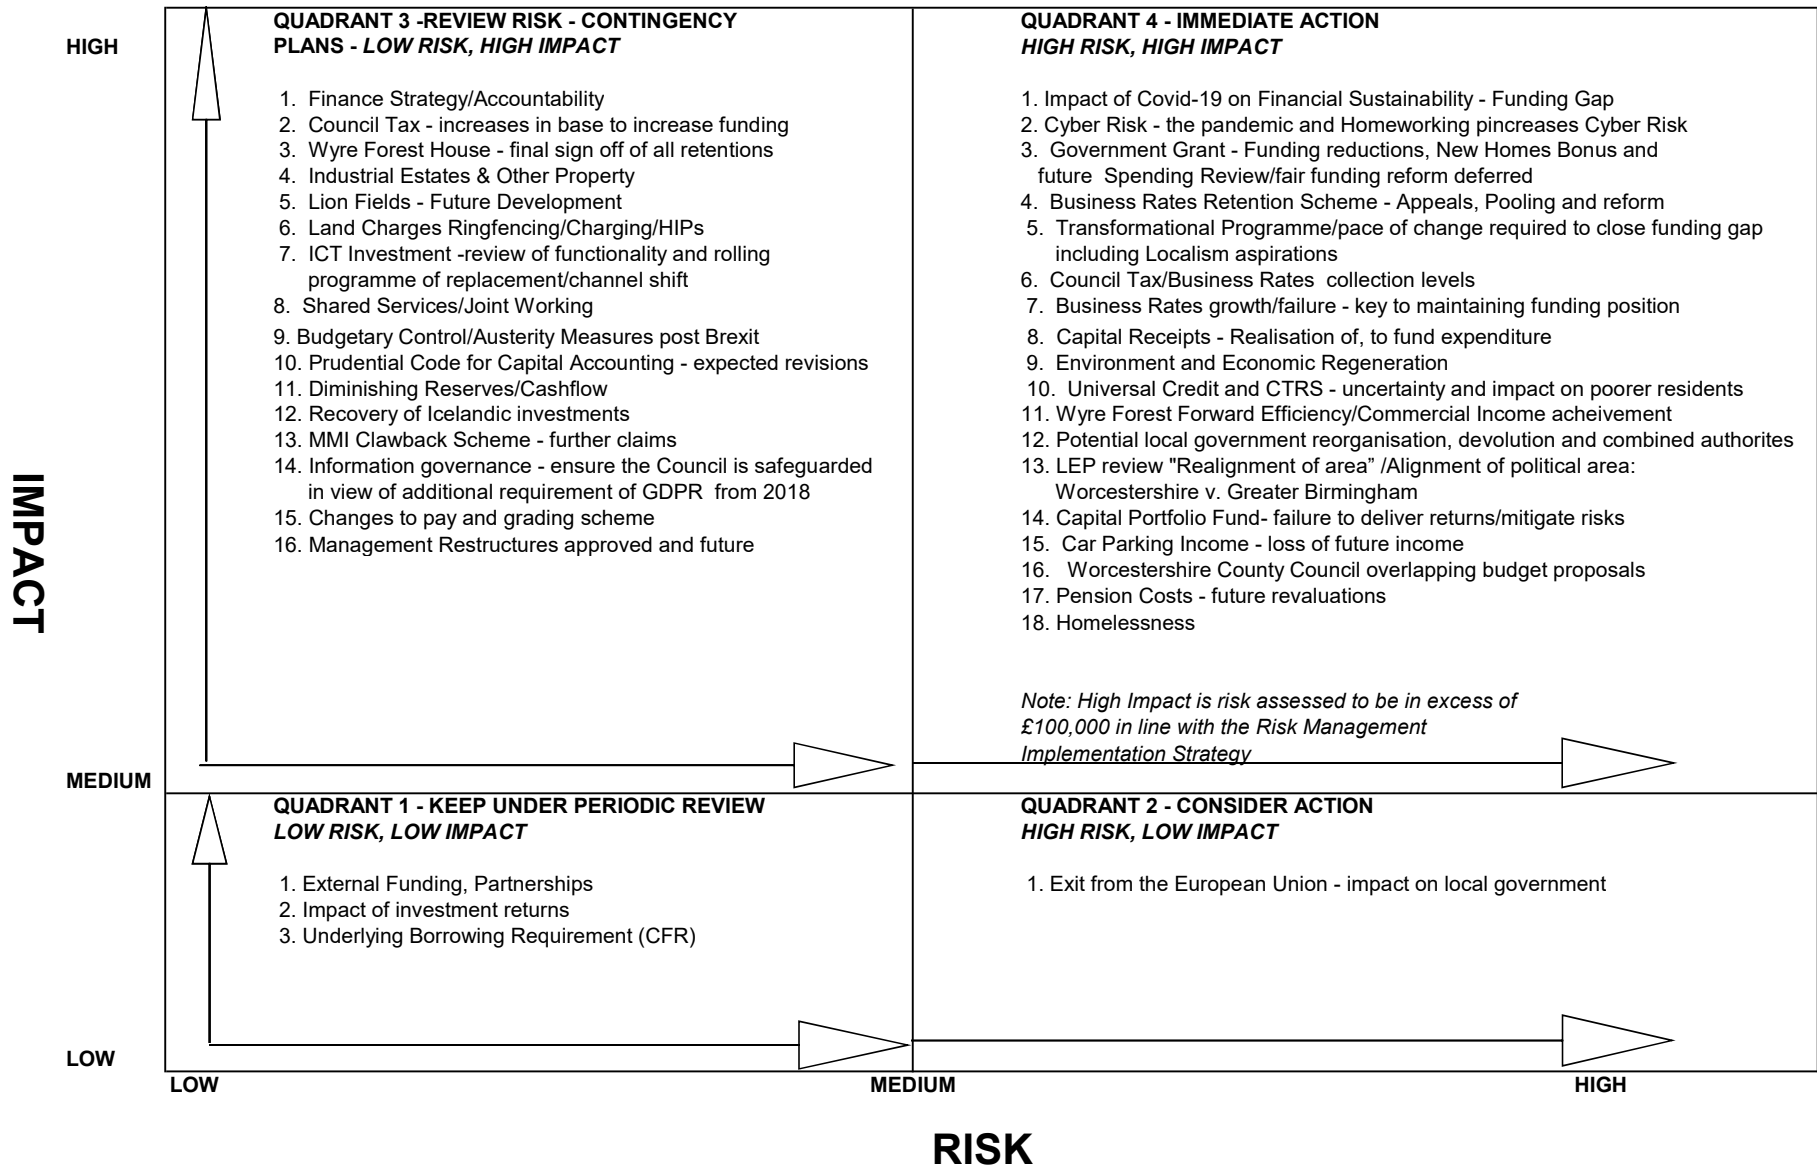 HIGH
QUADRANT 3 -REVIEW RISK - CONTINGENCY
PLANS - LOW RISK, HIGH IMPACT
1. Finance Strategy/Accountability
2. Council Tax - increases in base to increase funding
3. Wyre Forest House - final sign off of all retentions
4. Industrial Estates & Other Property
5. Lion Fields - Future Development
6. Land Charges Ringfencing/Charging/HIPs
7. ICT Investment -review of functionality and rolling
programme of replacement/channel shift
8. Shared Services/Joint Working
9. Budgetary Control/Austerity Measures post Brexit
10. Prudential Code for Capital Accounting - expected revisions
11. Diminishing Reserves/Cashflow
12. Recovery of Icelandic investments
13. MMI Clawback Scheme - further claims
14. Information governance - ensure the Council is safeguarded
in view of additional requirement of GDPR from 2018
15. Changes to pay and grading scheme
16. Management Restructures approved and future
QUADRANT 4 - IMMEDIATE ACTION
HIGH RISK, HIGH IMPACT
1. Impact of Covid-19 on Financial Sustainability - Funding Gap
2. Cyber Risk - the pandemic and Homeworking pincreases Cyber Risk
3. Government Grant - Funding reductions, New Homes Bonus and
future Spending Review/fair funding reform deferred
4. Business Rates Retention Scheme - Appeals, Pooling and reform
5. Transformational Programme/pace of change required to close funding gap
including Localism aspirations
6. Council Tax/Business Rates collection levels
7. Business Rates growth/failure - key to maintaining funding position
8. Capital Receipts - Realisation of, to fund expenditure
9. Environment and Economic Regeneration
10. Universal Credit and CTRS - uncertainty and impact on poorer residents
11. Wyre Forest Forward Efficiency/Commercial Income acheivement
12. Potential local government reorganisation, devolution and combined authorites
13. LEP review "Realignment of area” /Alignment of political area:
Worcestershire v. Greater Birmingham
14. Capital Portfolio Fund- failure to deliver returns/mitigate risks
15. Car Parking Income - loss of future income
16. Worcestershire County Council overlapping budget proposals
17. Pension Costs - future revaluations
18. Homelessness
Note: High Impact is risk assessed to be in excess of
£100,000 in line with the Risk Management
Implementation Strategy
IMPACT
MEDIUM
QUADRANT 1 - KEEP UNDER PERIODIC REVIEW
LOW RISK, LOW IMPACT
1. External Funding, Partnerships
2. Impact of investment returns
3. Underlying Borrowing Requirement (CFR)
QUADRANT 2 - CONSIDER ACTION
HIGH RISK, LOW IMPACT
1. Exit from the European Union - impact on local government
LOW
LOW
MEDIUM
HIGH
RISK